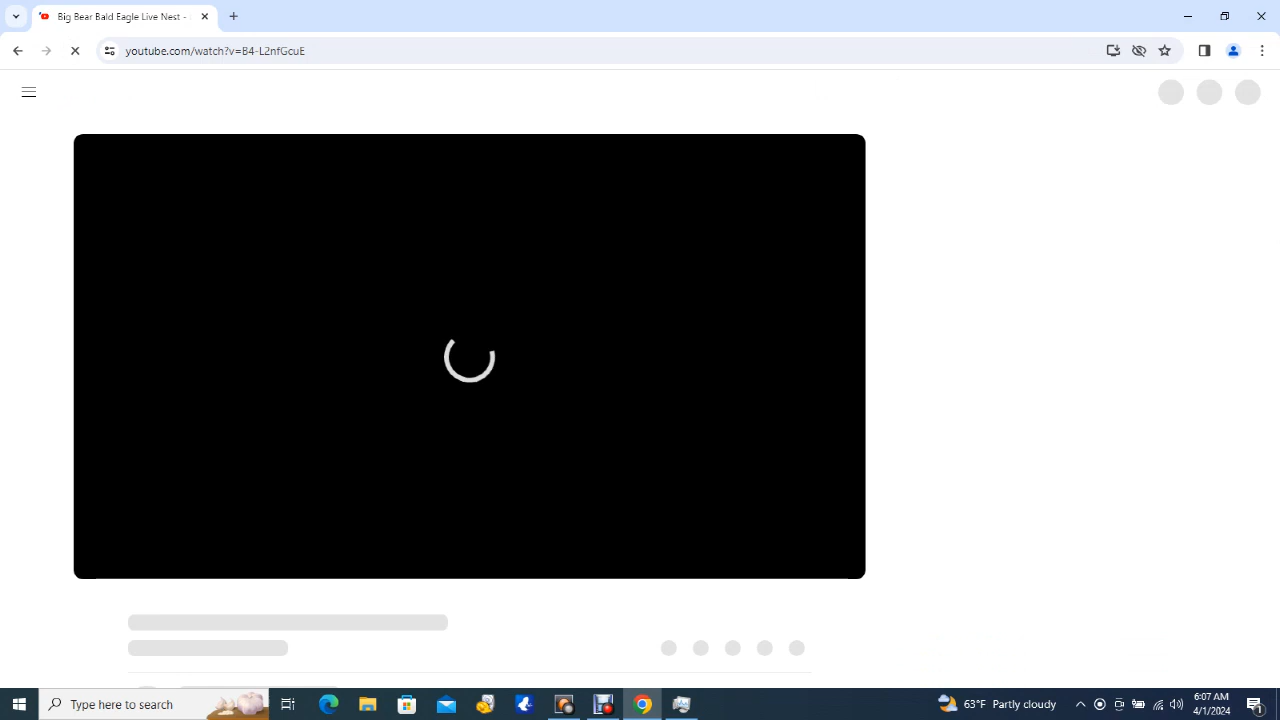 Big Bear Bald Eagle Live Nest -
youtube.com/watch?v=B4-L2nfGcuE
Type here to search
63°F Partly cloudy
6:07 AM
4/1/2024
1